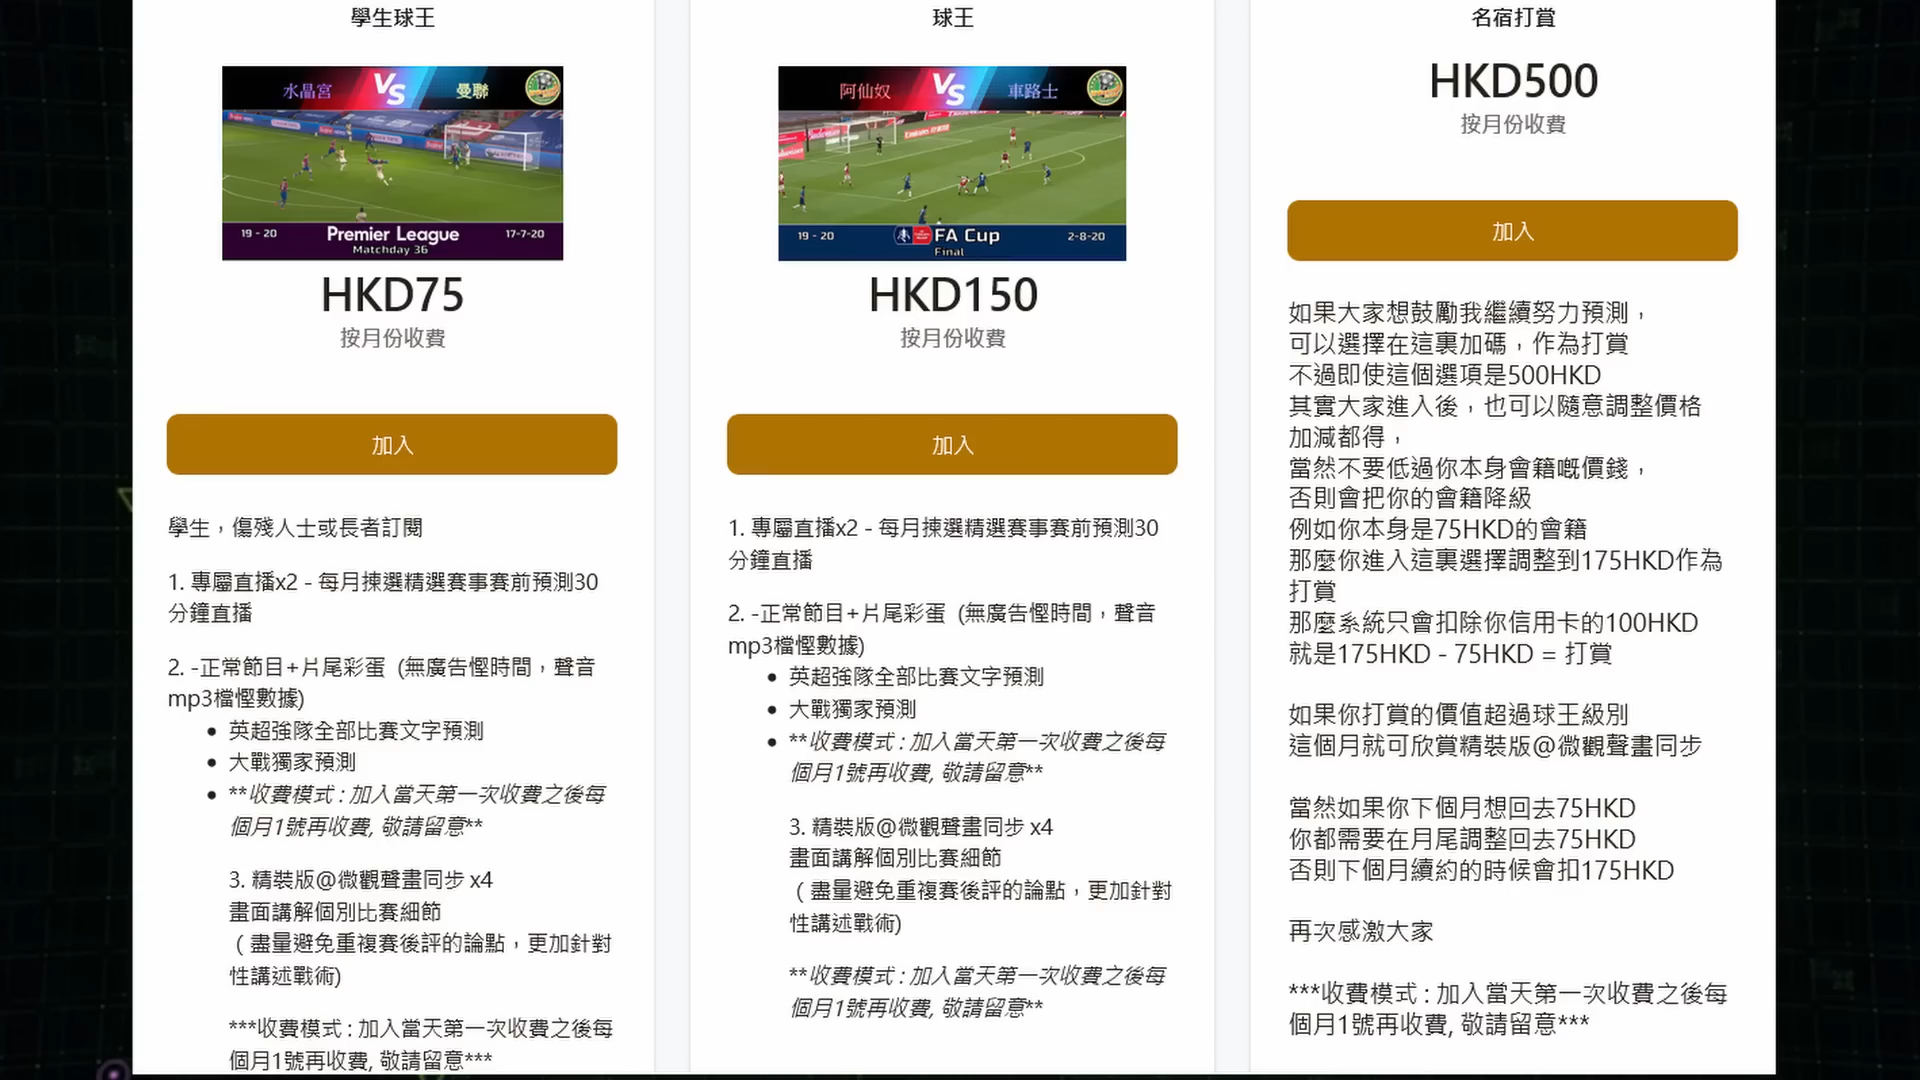 學生球王
水晶宮 VS 曼聯
19 - 20 Premier League 17-7-20
Matchday 36
HKD75
按月份收費
加入
學生，傷殘人士或長者訂閱
1. 專屬直播x2 - 每月揀選精選賽事賽前預測30
分鐘直播
2. -正常節目+片尾彩蛋 (無廣告慳時間，聲音
mp3檔慳數據)
• 英超強隊全部比賽文字預測
• 大戰獨家預測
• **收費模式 : 加入當天第一次收費之後每
個月1號再收費, 敬請留意**
3. 精裝版@微觀聲畫同步 x4
畫面講解個別比賽細節
（ 盡量避免重複賽後評的論點，更加針對
性講述戰術)
***收費模式 : 加入當天第一次收費之後每
個月1號再收費, 敬請留意***
球王
阿仙奴 VS 車路士
19 - 20 FA Cup 2-8-20
Final
HKD150
按月份收費
加入
1. 專屬直播x2 - 每月揀選精選賽事賽前預測30
分鐘直播
2. -正常節目+片尾彩蛋 (無廣告慳時間，聲音
mp3檔慳數據)
• 英超強隊全部比賽文字預測
• 大戰獨家預測
• **收費模式 : 加入當天第一次收費之後每
個月1號再收費, 敬請留意**
3. 精裝版@微觀聲畫同步 x4
畫面講解個別比賽細節
（ 盡量避免重複賽後評的論點，更加針對
性講述戰術)
**收費模式 : 加入當天第一次收費之後每
個月1號再收費, 敬請留意**
名宿打賞
HKD500
按月份收費
加入
如果大家想鼓勵我繼續努力預測，
可以選擇在這裏加碼，作為打賞
不過即使這個選項是500HKD
其實大家進入後，也可以隨意調整價格
加減都得，
當然不要低過你本身會籍嘅價錢，
否則會把你的會籍降級
例如你本身是75HKD的會籍
那麼你進入這裏選擇調整到175HKD作為
打賞
那麼系統只會扣除你信用卡的100HKD
就是175HKD - 75HKD = 打賞
如果你打賞的價值超過球王級別
這個月就可欣賞精裝版@微觀聲畫同步
當然如果你下個月想回去75HKD
你都需要在月尾調整回去75HKD
否則下個月續約的時候會扣175HKD
再次感激大家
***收費模式 : 加入當天第一次收費之後每
個月1號再收費, 敬請留意***